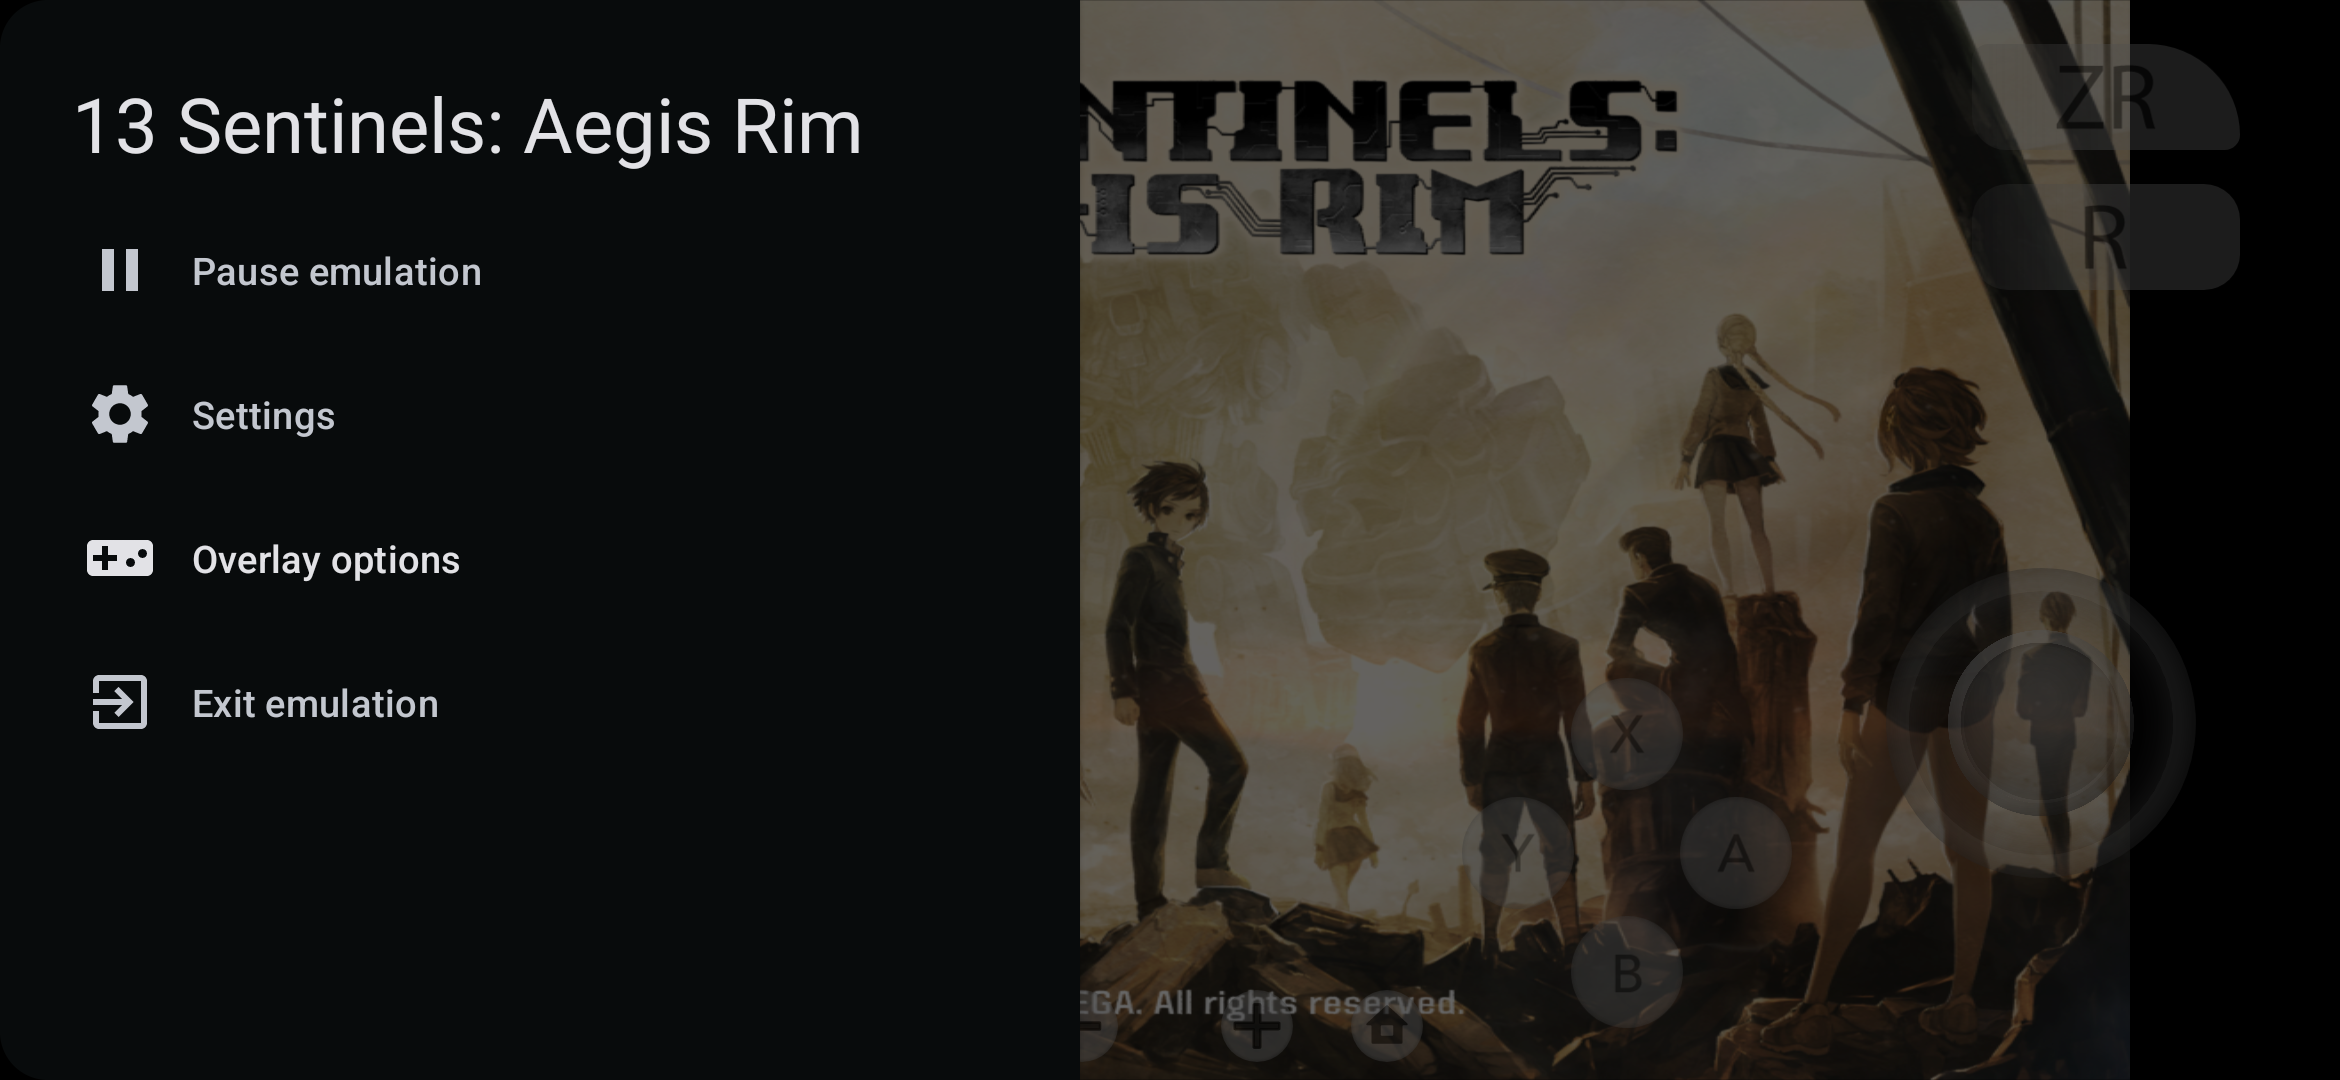 13 Sentinels: Aegis Rim
Pause emulation
Settings
Overlay options
Exit emulation
NTINELS:
IS RIM
ZR
R
X
Y
A
B
EGA. All rights reserved.